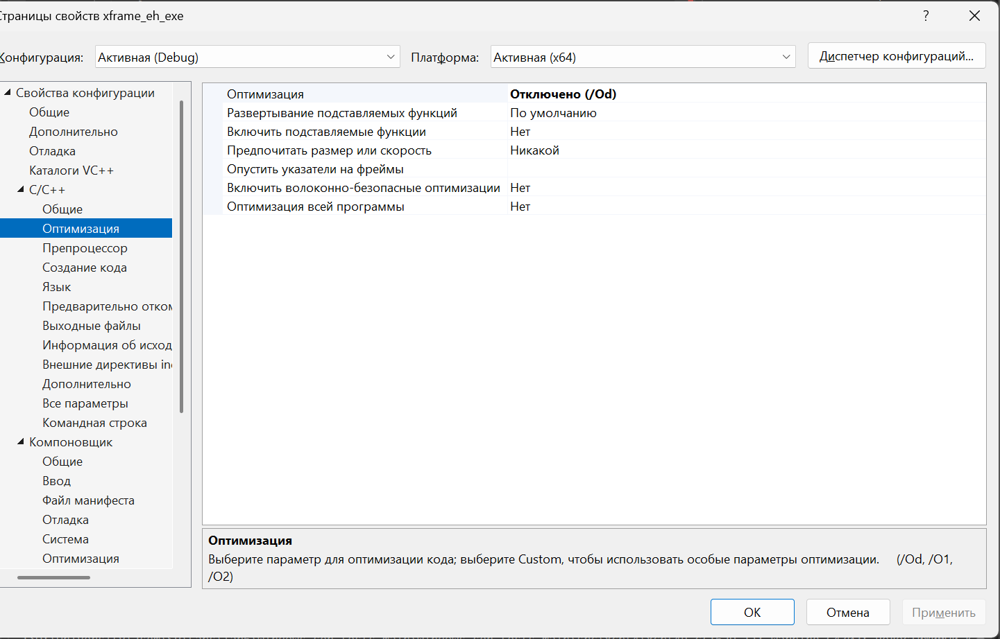 Страницы свойств xframe_eh_exe
?
Конфигурация:
Активная (Debug)
Платформа:
Активная (x64)
Диспетчер конфигураций...
Свойства конфигурации
Общие
Дополнительно
Отладка
Каталоги VC++
C/C++
Общие
Оптимизация
Препроцессор
Создание кода
Язык
Предварительно отком
Выходные файлы
Информация об исход
Внешние директивы inc
Дополнительно
Все параметры
Командная строка
Компоновщик
Общие
Ввод
Файл манифеста
Отладка
Система
Оптимизация
Оптимизация Отключено (/Od)
Развертывание подставляемых функций По умолчанию
Включить подставляемые функции Нет
Предпочитать размер или скорость Никакой
Опустить указатели на фреймы
Включить волоконно-безопасные оптимизации Нет
Оптимизация всей программы Нет
Оптимизация
Выберите параметр для оптимизации кода; выберите Custom, чтобы использовать особые параметры оптимизации. (/Od, /O1,
/O2)
ОК
Отмена
Применить